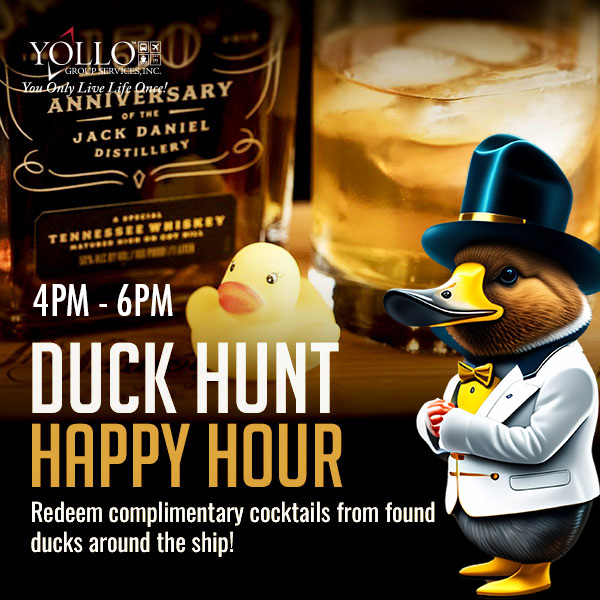 YOLLO
GROUP SERVICES, INC.
You Only Live Life Once!
ANNIVERSARY
OF THE
JACK DANIEL
DISTILLERY
A SPECIAL
TENNESSEE WHISKEY
4PM - 6PM
DUCK HUNT
HAPPY HOUR
Redeem complimentary cocktails from found
ducks around the ship!